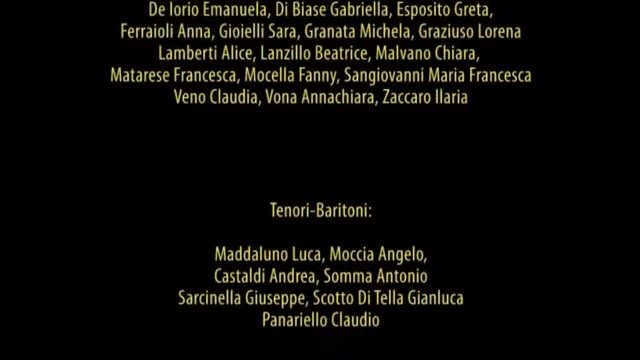 De Iorio Emanuela, Di Biase Gabriella, Esposito Greta,
Ferraioli Anna, Gioielli Sara, Granata Michela, Graziuso Lorena
Lamberti Alice, Lanzillo Beatrice, Malvano Chiara,
Matarese Francesca, Mocella Fanny, Sangiovanni Maria Francesca
Veno Claudia, Vona Annachiara, Zaccaro Ilaria
Tenori-Baritoni:
Maddaluno Luca, Moccia Angelo,
Castaldi Andrea, Somma Antonio
Sarcinella Giuseppe, Scotto Di Tella Gianluca
Panariello Claudio